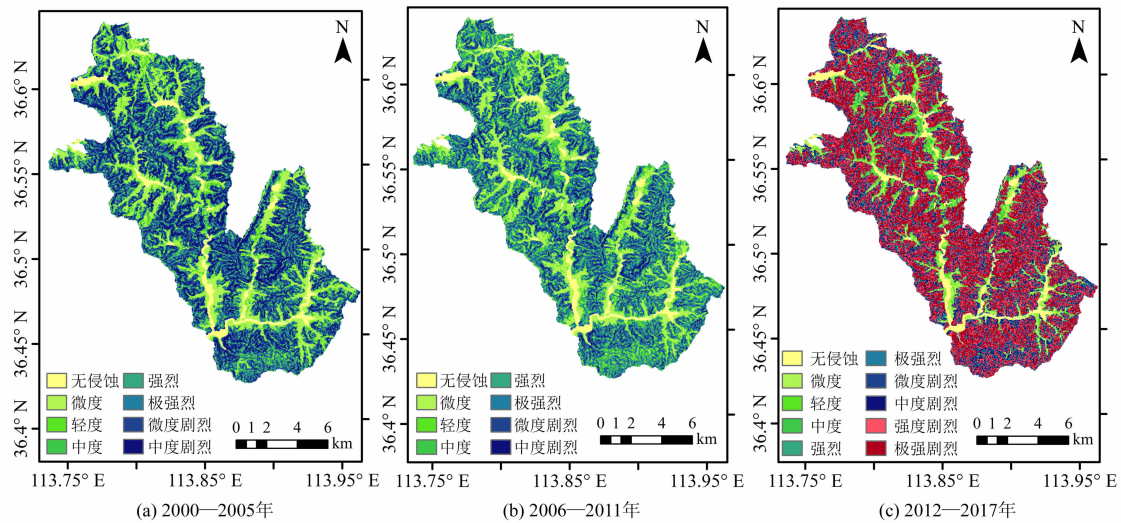 N
36.6° N
36.55° N
36.5° N
36.45° N
36.4° N
无侵蚀 强烈
微度 极强烈
轻度 微度剧烈
中度 中度剧烈
0 1 2 4 6
km
113.75° E 113.85° E 113.95° E
(a) 2000—2005年
N
36.6° N
36.55° N
36.5° N
36.45° N
36.4° N
无侵蚀 强烈
微度 极强烈
轻度 微度剧烈
中度 中度剧烈
0 1 2 4 6
km
113.75° E 113.85° E 113.95° E
(b) 2006—2011年
N
36.6° N
36.55° N
36.5° N
36.45° N
36.4° N
无侵蚀 极强烈
微度 微度剧烈
轻度 中度剧烈
中度 强度剧烈
强烈 极强剧烈
0 1 2 4 6
km
113.75° E 113.85° E 113.95° E
(c) 2012—2017年